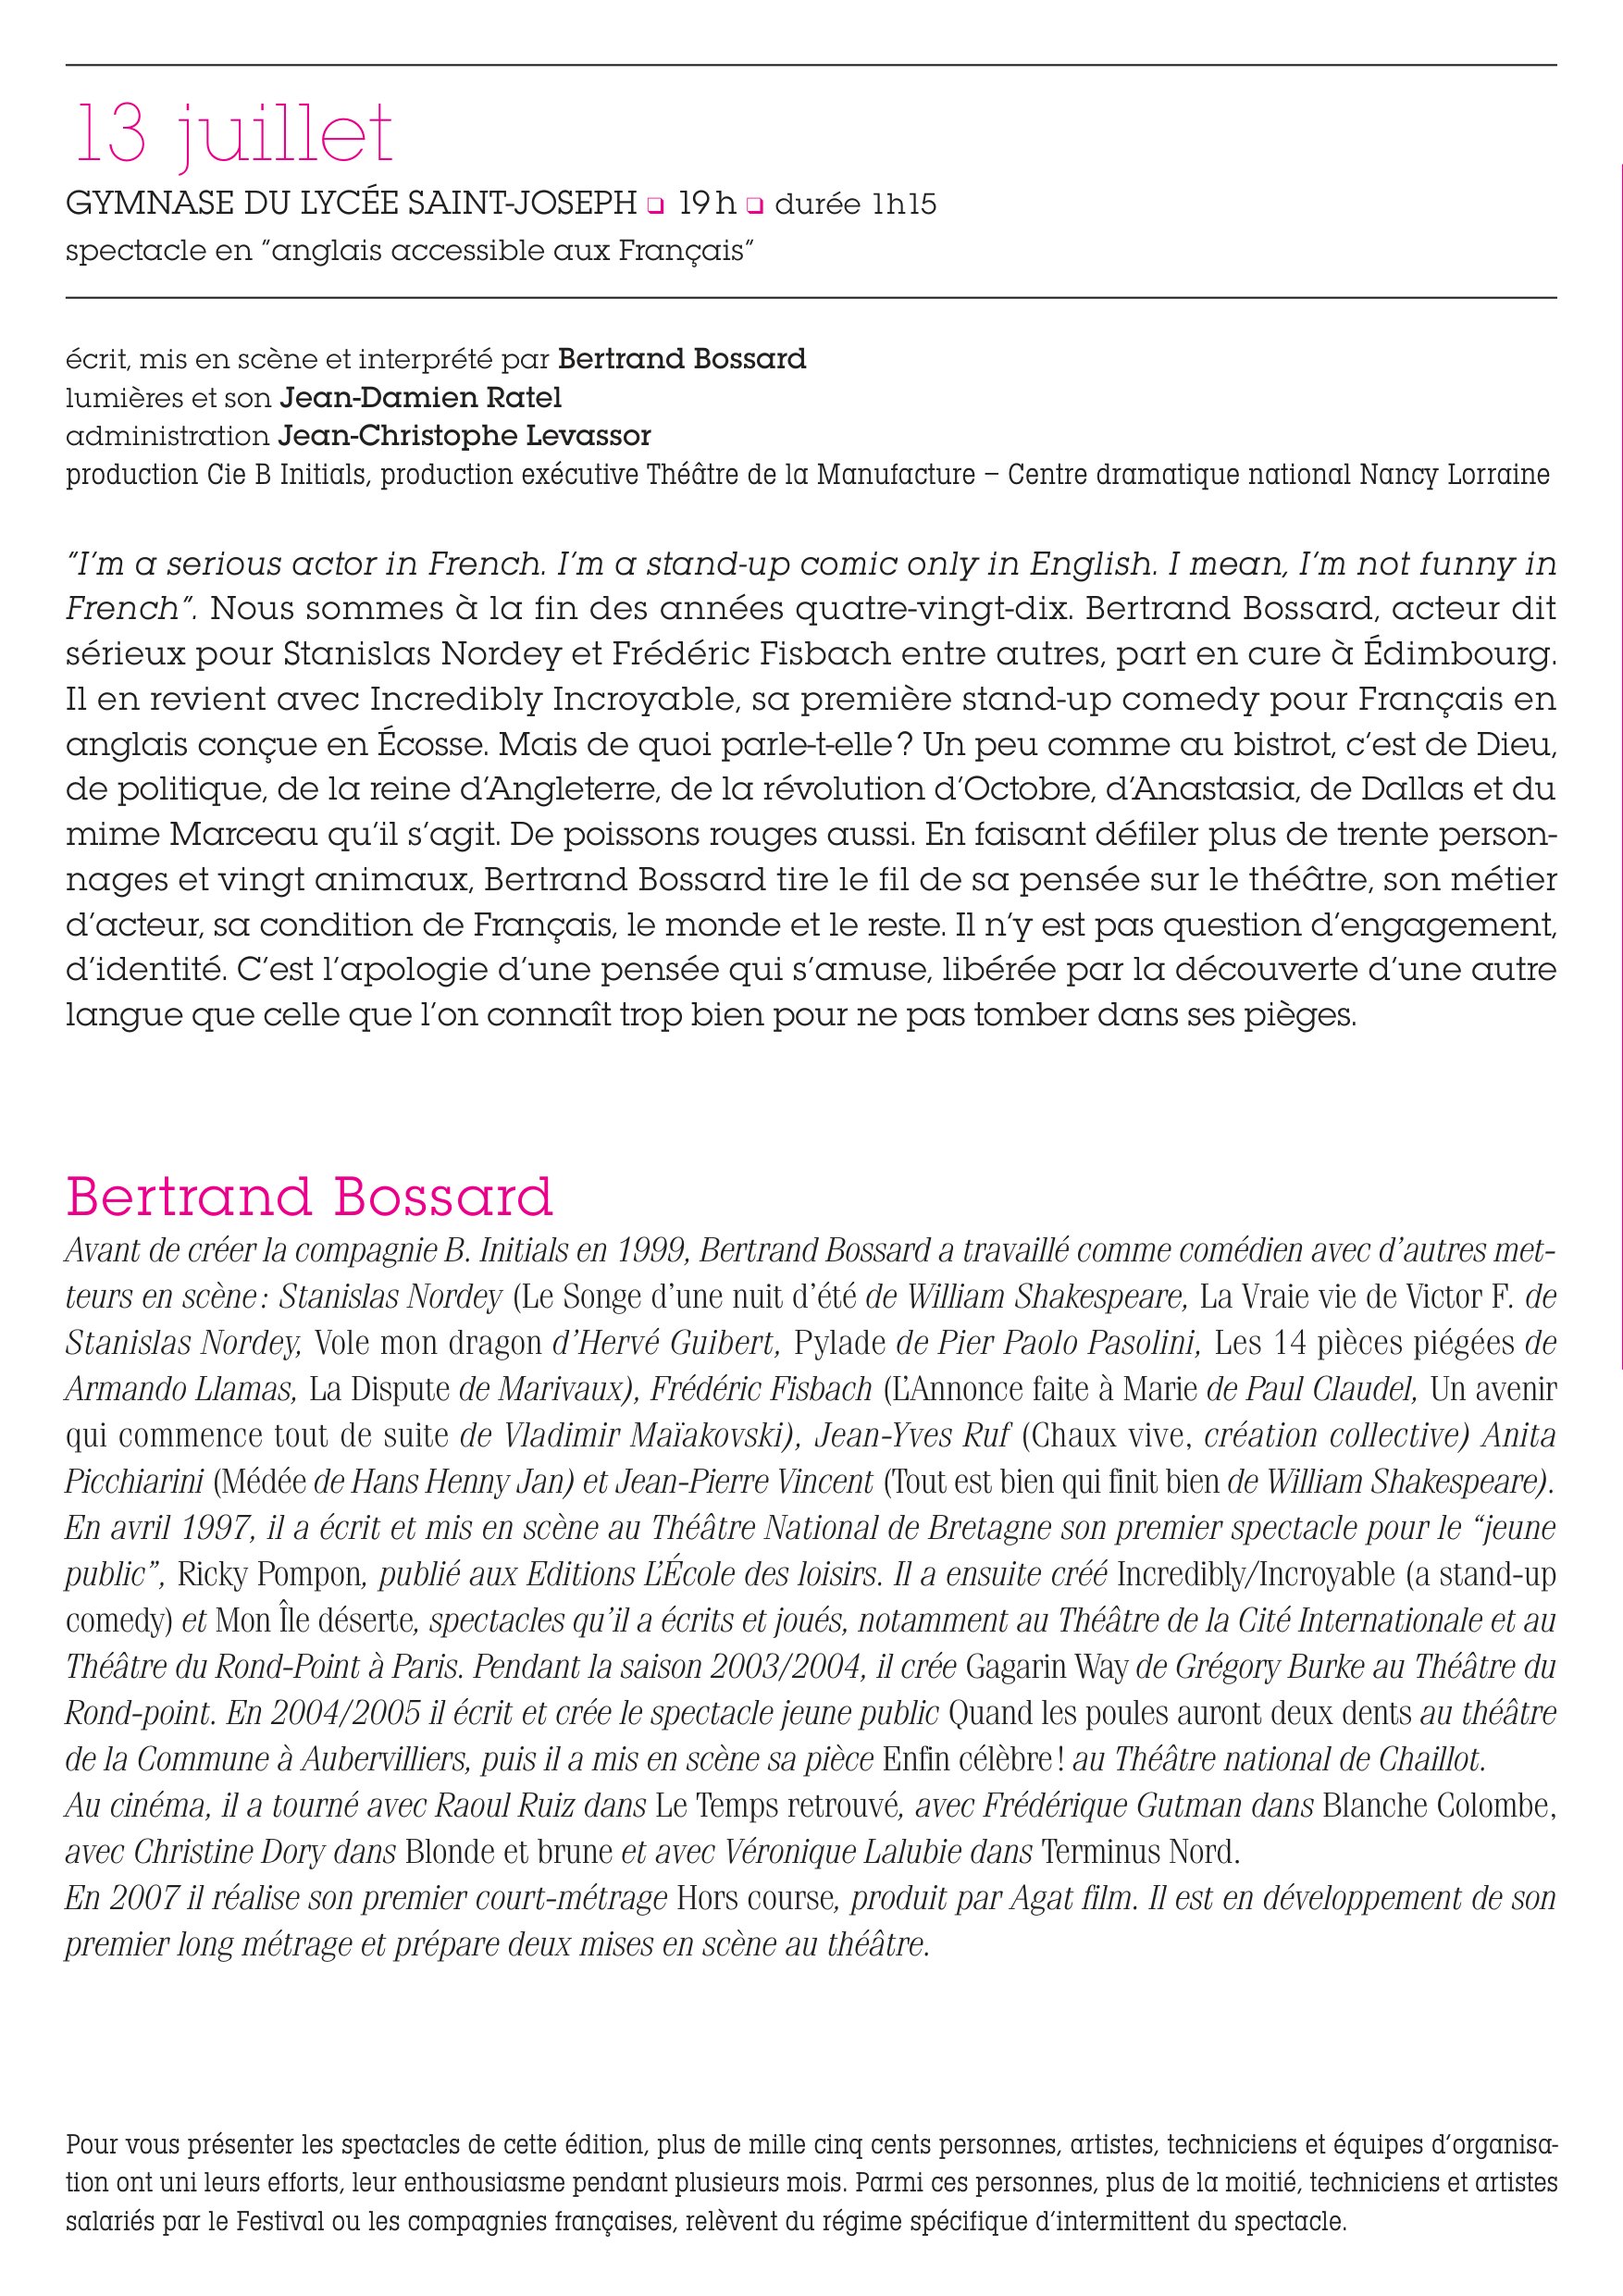 13 juillet
GYMNASE DU LYCÉE SAINT-JOSEPH ❑ 19 h ❑ durée 1h15
spectacle en “anglais accessible aux Français”
écrit, mis en scène et interprété par Bertrand Bossard
lumières et son Jean-Damien Ratel
administration Jean-Christophe Levassor
production Cie B Initials, production exécutive Théâtre de la Manufacture – Centre dramatique national Nancy Lorraine
“I’m a serious actor in French. I’m a stand-up comic only in English. I mean, I’m not funny in
French”. Nous sommes à la fin des années quatre-vingt-dix. Bertrand Bossard, acteur dit
sérieux pour Stanislas Nordey et Frédéric Fisbach entre autres, part en cure à Édimbourg.
Il en revient avec Incredibly Incroyable, sa première stand-up comedy pour Français en
anglais conçue en Écosse. Mais de quoi parle-t-elle ? Un peu comme au bistrot, c’est de Dieu,
de politique, de la reine d’Angleterre, de la révolution d’Octobre, d’Anastasia, de Dallas et du
mime Marceau qu’il s’agit. De poissons rouges aussi. En faisant défiler plus de trente person-
nages et vingt animaux, Bertrand Bossard tire le fil de sa pensée sur le théâtre, son métier
d’acteur, sa condition de Français, le monde et le reste. Il n’y est pas question d’engagement,
d’identité. C’est l’apologie d’une pensée qui s’amuse, libérée par la découverte d’une autre
langue que celle que l’on connaît trop bien pour ne pas tomber dans ses pièges.
Bertrand Bossard
Avant de créer la compagnie B. Initials en 1999, Bertrand Bossard a travaillé comme comédien avec d’autres met-
teurs en scène : Stanislas Nordey (Le Songe d’une nuit d’été de William Shakespeare, La Vraie vie de Victor F. de
Stanislas Nordey, Vole mon dragon d’Hervé Guibert, Pylade de Pier Paolo Pasolini, Les 14 pièces piégées de
Armando Llamas, La Dispute de Marivaux), Frédéric Fisbach (L’Annonce faite à Marie de Paul Claudel, Un avenir
qui commence tout de suite de Vladimir Maïakovski), Jean-Yves Ruf (Chaux vive, création collective) Anita
Picchiarini (Médée de Hans Henny Jan) et Jean-Pierre Vincent (Tout est bien qui finit bien de William Shakespeare).
En avril 1997, il a écrit et mis en scène au Théâtre National de Bretagne son premier spectacle pour le “jeune
public”, Ricky Pompon, publié aux Editions L’École des loisirs. Il a ensuite créé Incredibly/Incroyable (a stand-up
comedy) et Mon Île déserte, spectacles qu’il a écrits et joués, notamment au Théâtre de la Cité Internationale et au
Théâtre du Rond-Point à Paris. Pendant la saison 2003/2004, il crée Gagarin Way de Grégory Burke au Théâtre du
Rond-point. En 2004/2005 il écrit et crée le spectacle jeune public Quand les poules auront deux dents au théâtre
de la Commune à Aubervilliers, puis il a mis en scène sa pièce Enfin célèbre ! au Théâtre national de Chaillot.
Au cinéma, il a tourné avec Raoul Ruiz dans Le Temps retrouvé, avec Frédérique Gutman dans Blanche Colombe,
avec Christine Dory dans Blonde et brune et avec Véronique Lalubie dans Terminus Nord.
En 2007 il réalise son premier court-métrage Hors course, produit par Agat film. Il est en développement de son
premier long métrage et prépare deux mises en scène au théâtre.
Pour vous présenter les spectacles de cette édition, plus de mille cinq cents personnes, artistes, techniciens et équipes d’organisa-
tion ont uni leurs efforts, leur enthousiasme pendant plusieurs mois. Parmi ces personnes, plus de la moitié, techniciens et artistes
salariés par le Festival ou les compagnies françaises, relèvent du régime spécifique d’intermittent du spectacle.